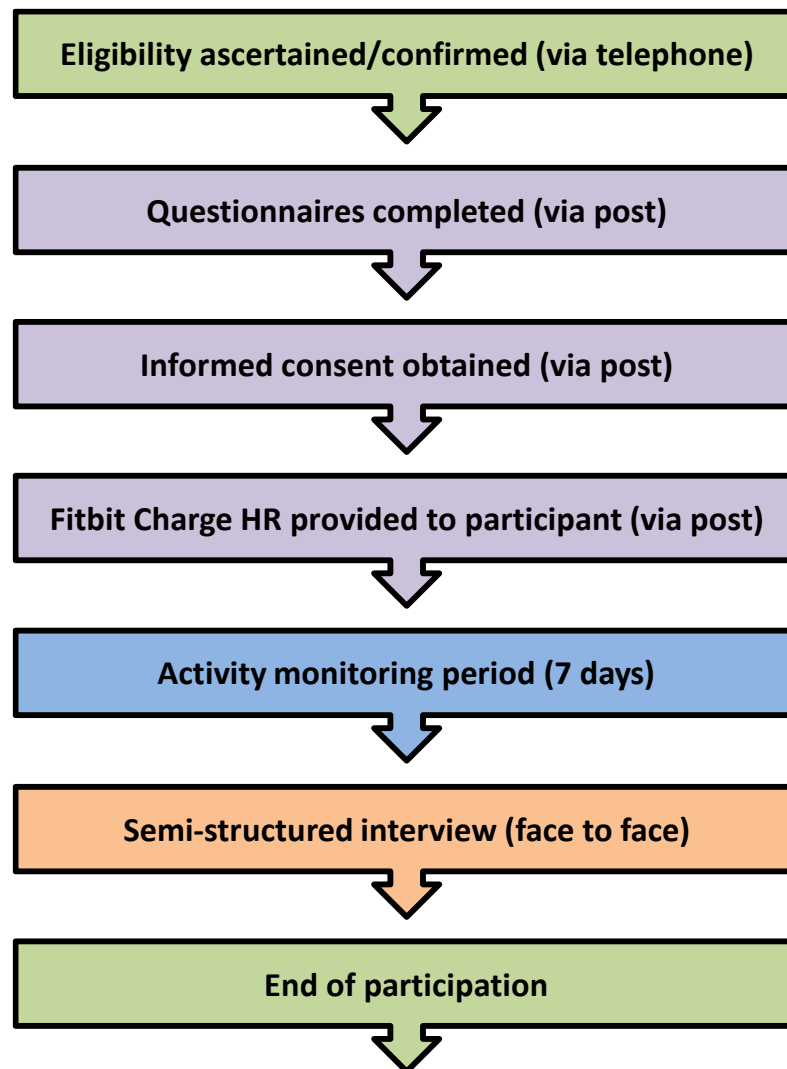 Eligibility ascertained/confirmed (via telephone)
Questionnaires completed (via post)
Informed consent obtained (via post)
Fitbit Charge HR provided to participant (via post)
Activity monitoring period (7 days)
Semi-structured interview (face to face)
End of participation